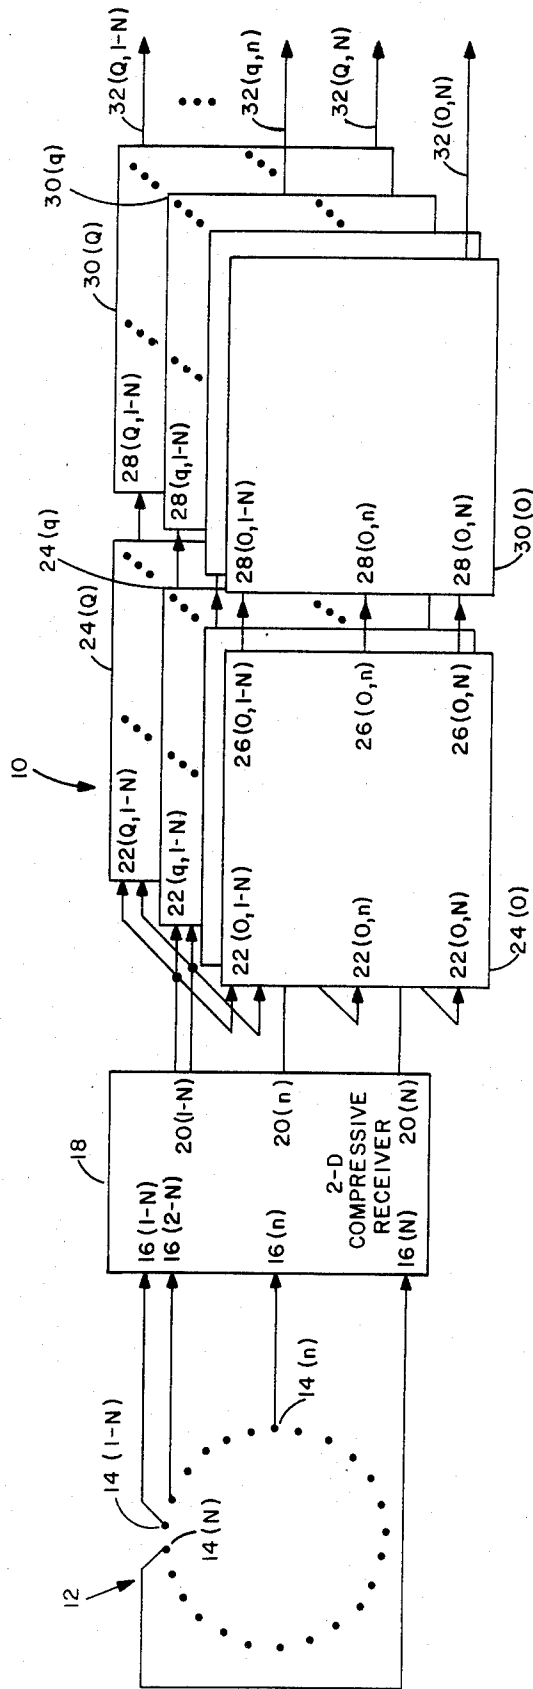 10
12
14(1-N)
14(N)
14(n)
16(1-N)
16(2-N)
16(n)
16(N)
18
2-D
COMPRESSIVE
RECEIVER
20(1-N)
20(n)
20(N)
22(Q,1-N)
22(q,1-N)
22(0,1-N)
22(0,n)
22(0,N)
24(Q)
24(q)
24(0)
26(0,1-N)
26(0,n)
26(0,N)
28(Q,1-N)
28(q,1-N)
28(0,1-N)
28(0,n)
28(0,N)
30(Q)
30(q)
30(0)
32(Q,1-N)
32(q,n)
32(Q,N)
32(0,N)